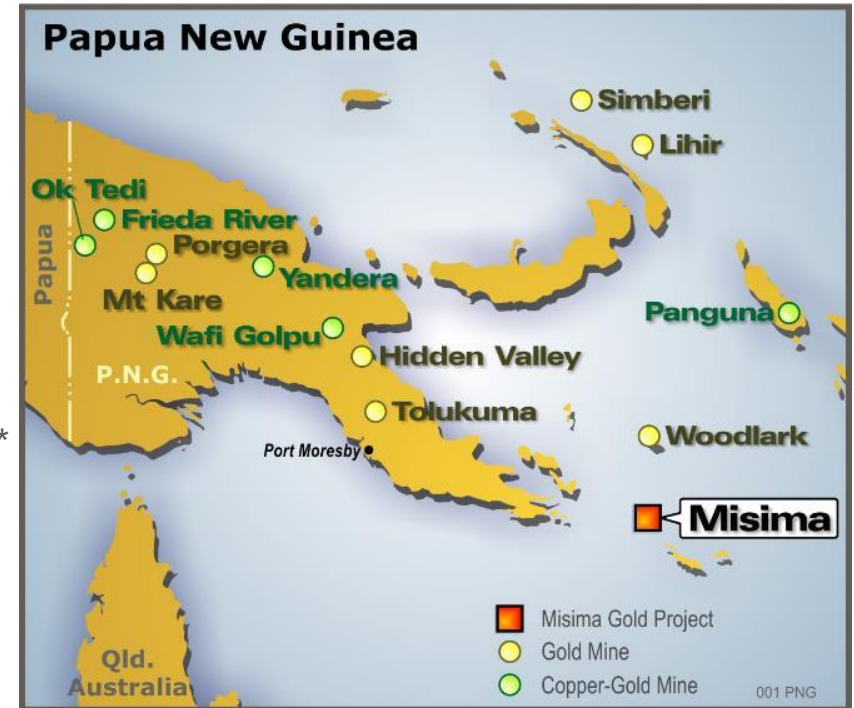 Papua New Guinea
Simberi
Lihir
Ok Tedi
Frieda River
Porgera
Papua
Mt Kare
Yandera
Panguna
Wafi Golpu
Hidden Valley
P.N.G.
Tolukuma
*
Port Moresby
Woodlark
Misima
Misima Gold Project
Gold Mine
Qld.
Australia
Copper-Gold Mine
001 PNG